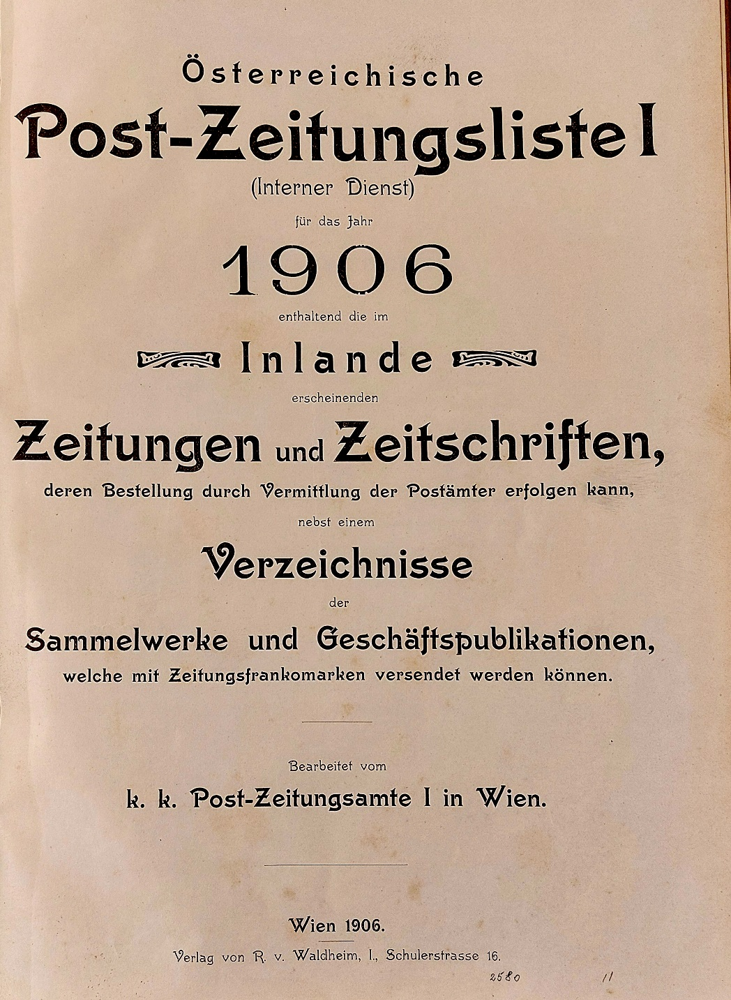 Österreichische
Post-Zeitungsliste I
(Interner Dienst)
für das Jahr
1906
enthaltend die im
Inlande
erscheinenden
Zeitungen und Zeitschriften,
deren Bestellung durch Vermittlung der Postämter erfolgen kann,
nebst einem
Verzeichnisse
der
Sammelwerke und Geschäftspublikationen,
welche mit Zeitungsfrankomarken versendet werden können.
Bearbeitet vom
k. k. Post-Zeitungsamte I in Wien.
Wien 1906.
Verlag von R. v. Waldheim, I., Schulerstrasse 16.
2580 11